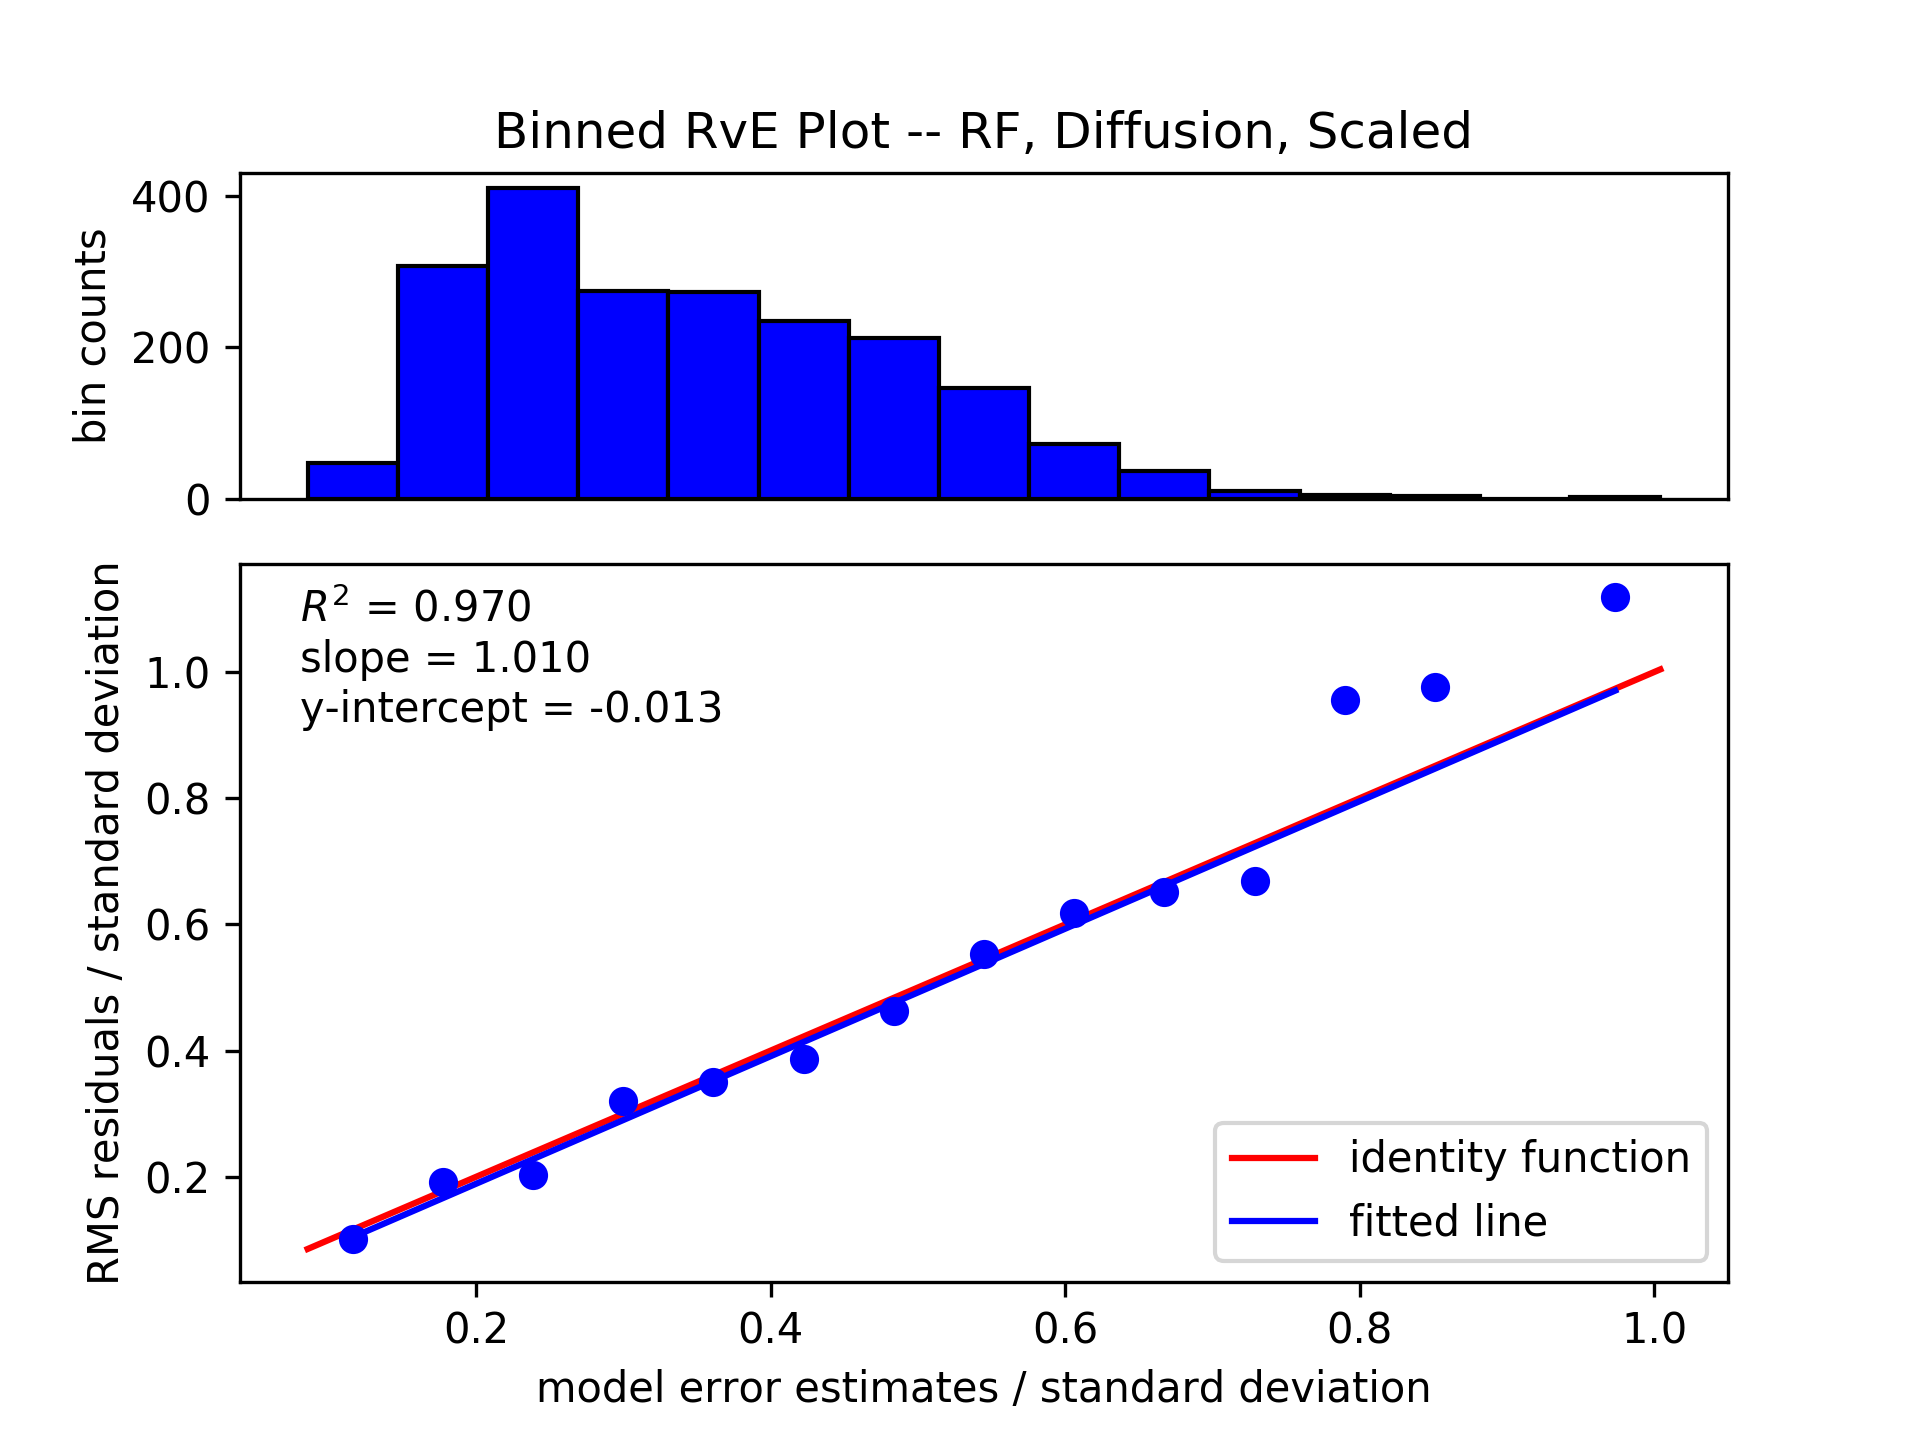 Binned RvE Plot -- RF, Diffusion, Scaled
bin counts
400
200
0
RMS residuals / standard deviation
R² = 0.970
slope = 1.010
y-intercept = -0.013
1.0
0.8
0.6
0.4
0.2
identity function
fitted line
0.2 0.4 0.6 0.8 1.0
model error estimates / standard deviation